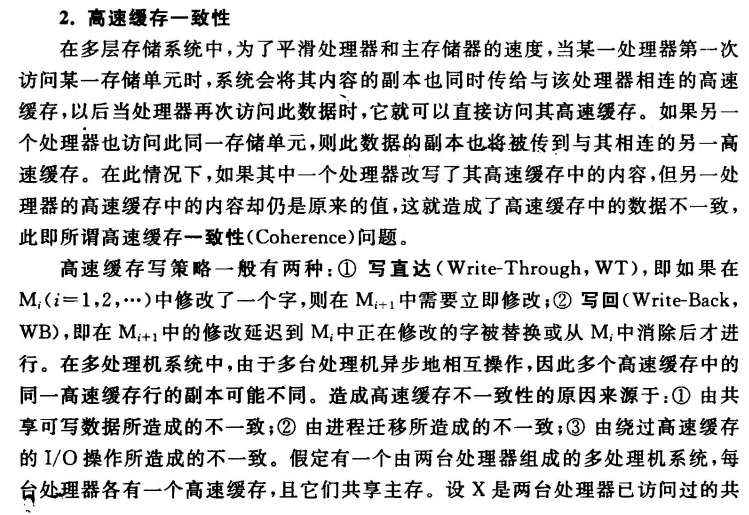 2. 高速缓存一致性
在多层存储系统中,为了平滑处理器和主存储器的速度,当某一处理器第一次
访问某一存储单元时,系统会将其内容的副本也同时传给与该处理器相连的高速
缓存,以后当处理器再次访问此数据时,它就可以直接访问其高速缓存。如果另一
个处理器也访问此同一存储单元,则此数据的副本也将被传到与其相连的另一高
速缓存。在此情况下,如果其中一个处理器改写了其高速缓存中的内容,但另一处
理器的高速缓存中的内容却仍是原来的值,这就造成了高速缓存中的数据不一致,
此即所谓高速缓存一致性(Coherence)问题。
高速缓存写策略一般有两种:① 写直达(Write-Through,WT),即如果在
Mᵢ(i=1,2,…)中修改了一个字,则在 Mᵢ₊₁中需要立即修改;② 写回(Write-Back,
WB),即在 Mᵢ₊₁中的修改延迟到 Mᵢ中正在修改的字被替换或从 Mᵢ中消除后才进
行。在多处理机系统中,由于多台处理机异步地相互操作,因此多个高速缓存中的
同一高速缓存行的副本可能不同。造成高速缓存不一致性的原因来源于:① 由共
享可写数据所造成的不一致;② 由进程迁移所造成的不一致;③ 由绕过高速缓存
的 I/O 操作所造成的不一致。假定有一个由两台处理器组成的多处理机系统,每
台处理器各有一个高速缓存,且它们共享主存。设 X 是两台处理器已访问过的共